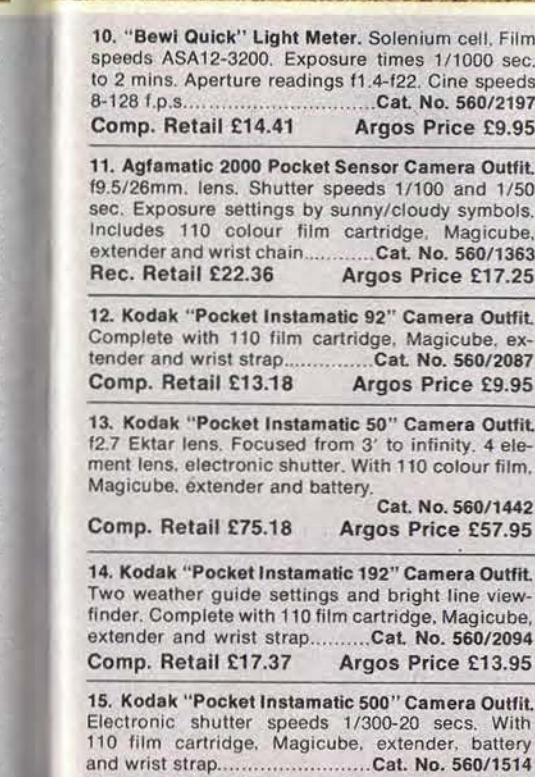 10. "Bewi Quick" Light Meter. Solenium cell. Film
speeds ASA12-3200. Exposure times 1/1000 sec.
to 2 mins. Aperture readings f1.4-f22. Cine speeds
8-128 f.p.s..............................Cat. No. 560/2197
Comp. Retail £14.41 Argos Price £9.95
11. Agfamatic 2000 Pocket Sensor Camera Outfit.
f9.5/26mm. lens. Shutter speeds 1/100 and 1/50
sec. Exposure settings by sunny/cloudy symbols.
Includes 110 colour film cartridge, Magicube,
extender and wrist chain...........Cat. No. 560/1363
Rec. Retail £22.36 Argos Price £17.25
12. Kodak "Pocket Instamatic 92" Camera Outfit.
Complete with 110 film cartridge, Magicube, ex-
tender and wrist strap..............Cat. No. 560/2087
Comp. Retail £13.18 Argos Price £9.95
13. Kodak "Pocket Instamatic 50" Camera Outfit.
f2.7 Ektar lens. Focused from 3' to infinity. 4 ele-
ment lens, electronic shutter. With 110 colour film,
Magicube, extender and battery.
Cat. No. 560/1442
Comp. Retail £75.18 Argos Price £57.95
14. Kodak "Pocket Instamatic 192" Camera Outfit.
Two weather guide settings and bright line view-
finder. Complete with 110 film cartridge, Magicube,
extender and wrist strap..........Cat. No. 560/2094
Comp. Retail £17.37 Argos Price £13.95
15. Kodak "Pocket Instamatic 500" Camera Outfit.
Electronic shutter speeds 1/300-20 secs. With
110 film cartridge, Magicube, extender, battery
and wrist strap........................Cat. No. 560/1514